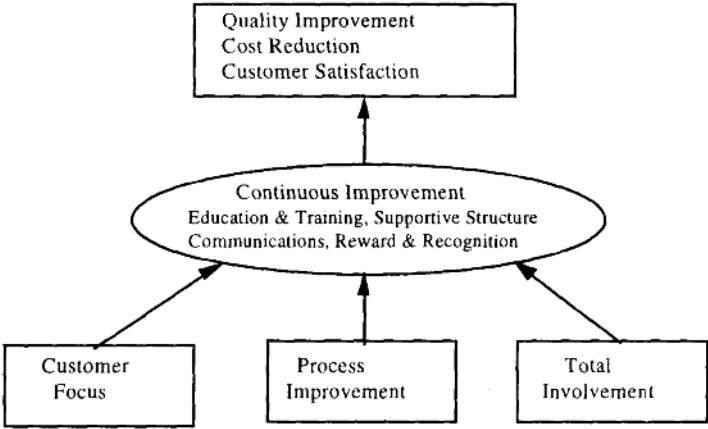 Quality Improvement
Cost Reduction
Customer Satisfaction
Continuous Improvement
Education & Training, Supportive Structure
Communications, Reward & Recognition
Customer
Focus
Process
Improvement
Total
Involvement